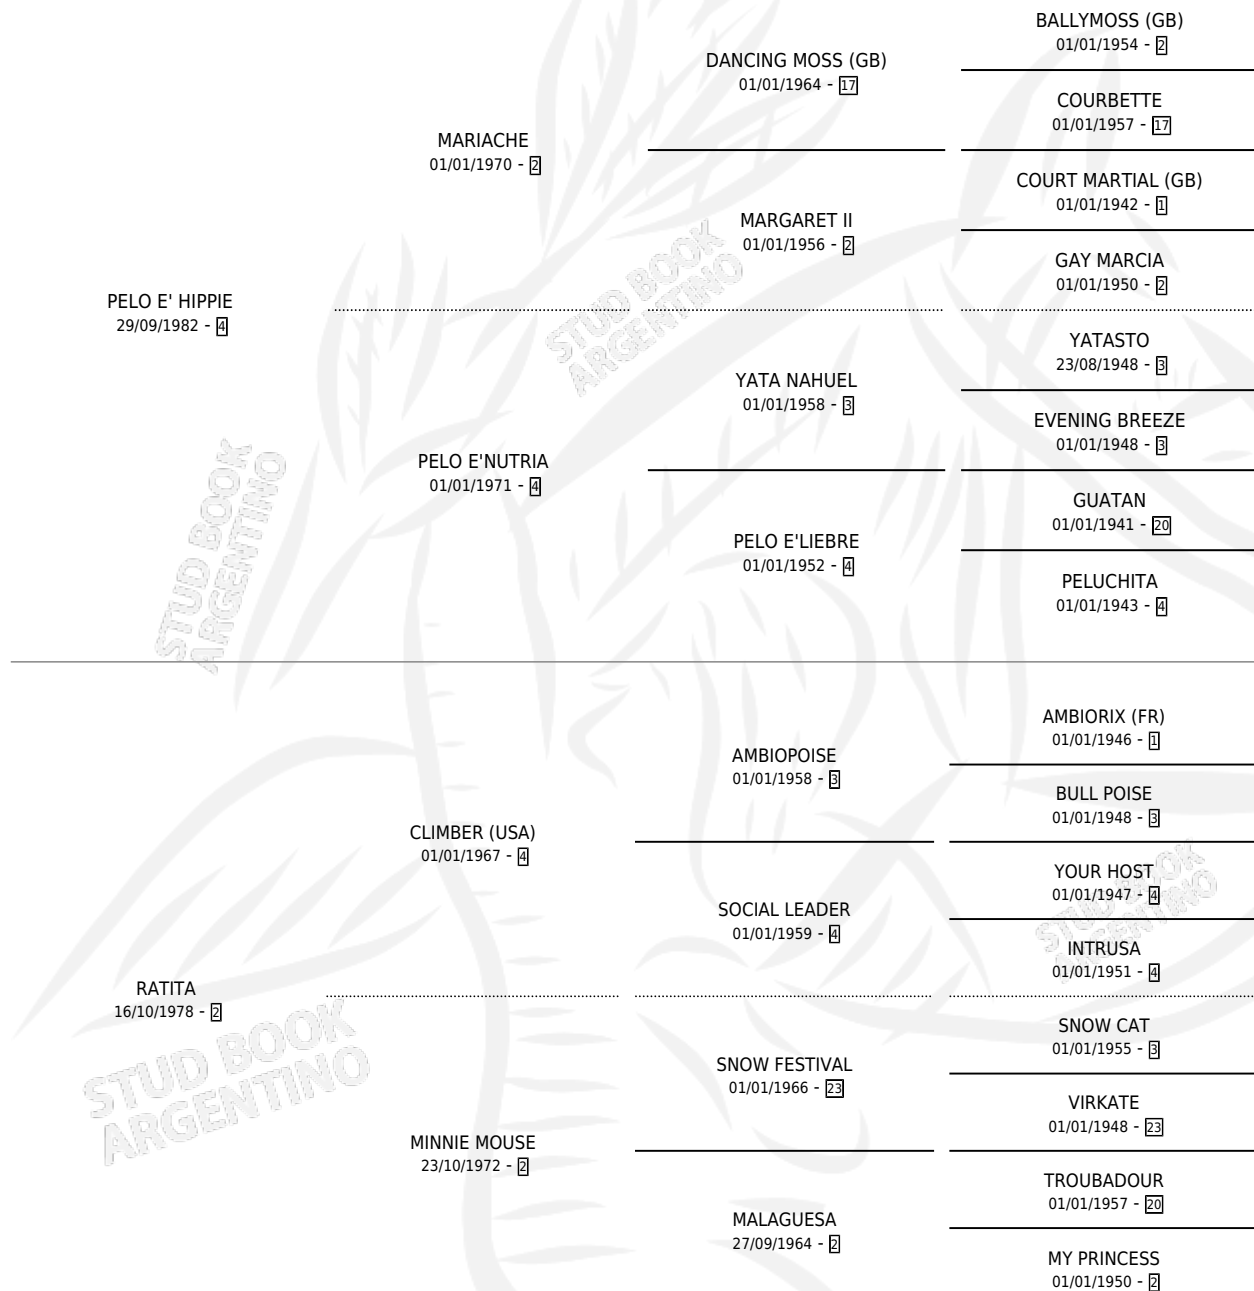 BALLYMOSS (GB)
01/01/1954 - 2
DANCING MOSS (GB)
01/01/1964 - 17
COURBETTE
01/01/1957 - 17
MARIACHE
01/01/1970 - 2
COURT MARTIAL (GB)
01/01/1942 - 1
MARGARET II
01/01/1956 - 2
GAY MARCIA
01/01/1950 - 2
PELO E' HIPPIE
29/09/1982 - 4
YATASTO
23/08/1948 - 3
YATA NAHUEL
01/01/1958 - 3
EVENING BREEZE
01/01/1948 - 3
PELO E'NUTRIA
01/01/1971 - 4
GUATAN
01/01/1941 - 20
PELO E'LIEBRE
01/01/1952 - 4
PELUCHITA
01/01/1943 - 4
AMBIORIX (FR)
01/01/1946 - 1
AMBIOPOISE
01/01/1958 - 3
BULL POISE
01/01/1948 - 3
CLIMBER (USA)
01/01/1967 - 4
YOUR HOST
01/01/1947 - 4
SOCIAL LEADER
01/01/1959 - 4
INTRUSA
01/01/1951 - 4
RATITA
16/10/1978 - 2
SNOW CAT
01/01/1955 - 3
SNOW FESTIVAL
01/01/1966 - 23
VIRKATE
01/01/1948 - 23
MINNIE MOUSE
23/10/1972 - 2
TROUBADOUR
01/01/1957 - 20
MALAGUESA
27/09/1964 - 2
MY PRINCESS
01/01/1950 - 2
STUD BOOK
ARGENTINO
STUD BOOK
ARGENTINO
STUD BOOK
ARGENTINO
STUD BOOK
ARGENTINO